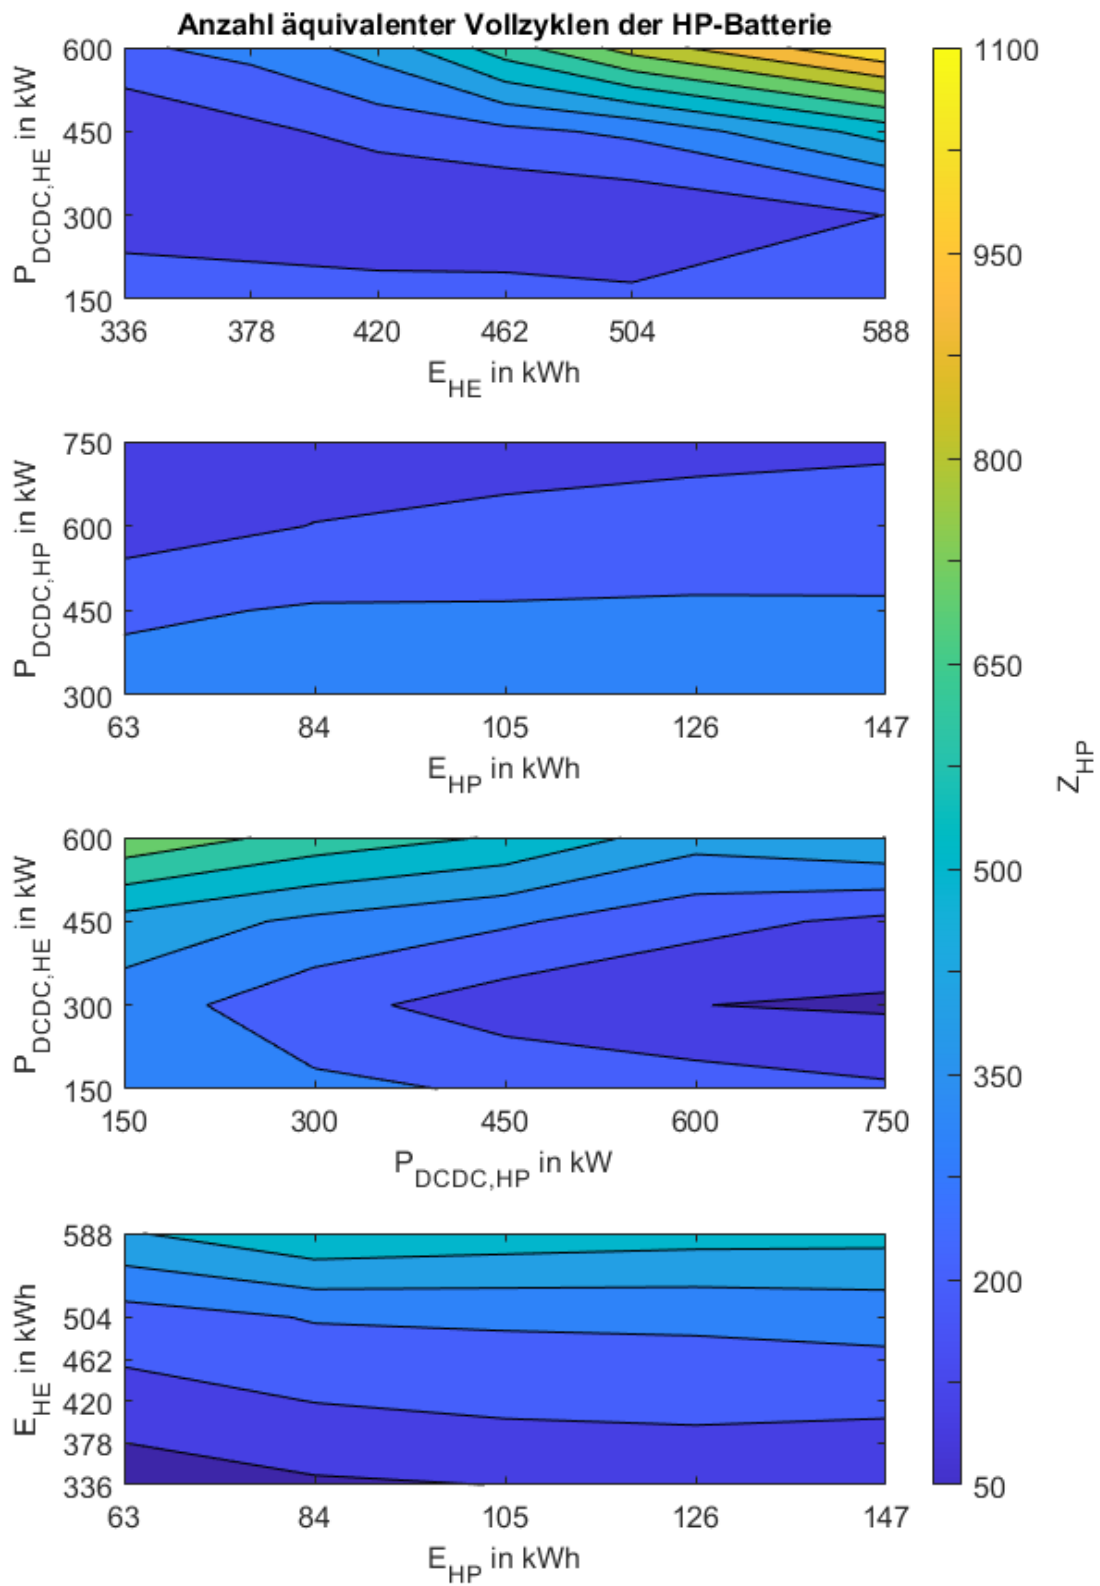 Anzahl äquivalenter Vollzyklen der HP-Batterie
P_DCDC,HE in kW
600
450
300
150
336 378 420 462 504 588
E_HE in kWh
P_DCDC,HP in kW
750
600
450
300
63 84 105 126 147
E_HP in kWh
P_DCDC,HE in kW
600
450
300
150
150 300 450 600 750
P_DCDC,HP in kW
E_HE in kWh
588
504
462
420
378
336
63 84 105 126 147
E_HP in kWh
1100
950
800
650
500
350
200
50
Z_HP